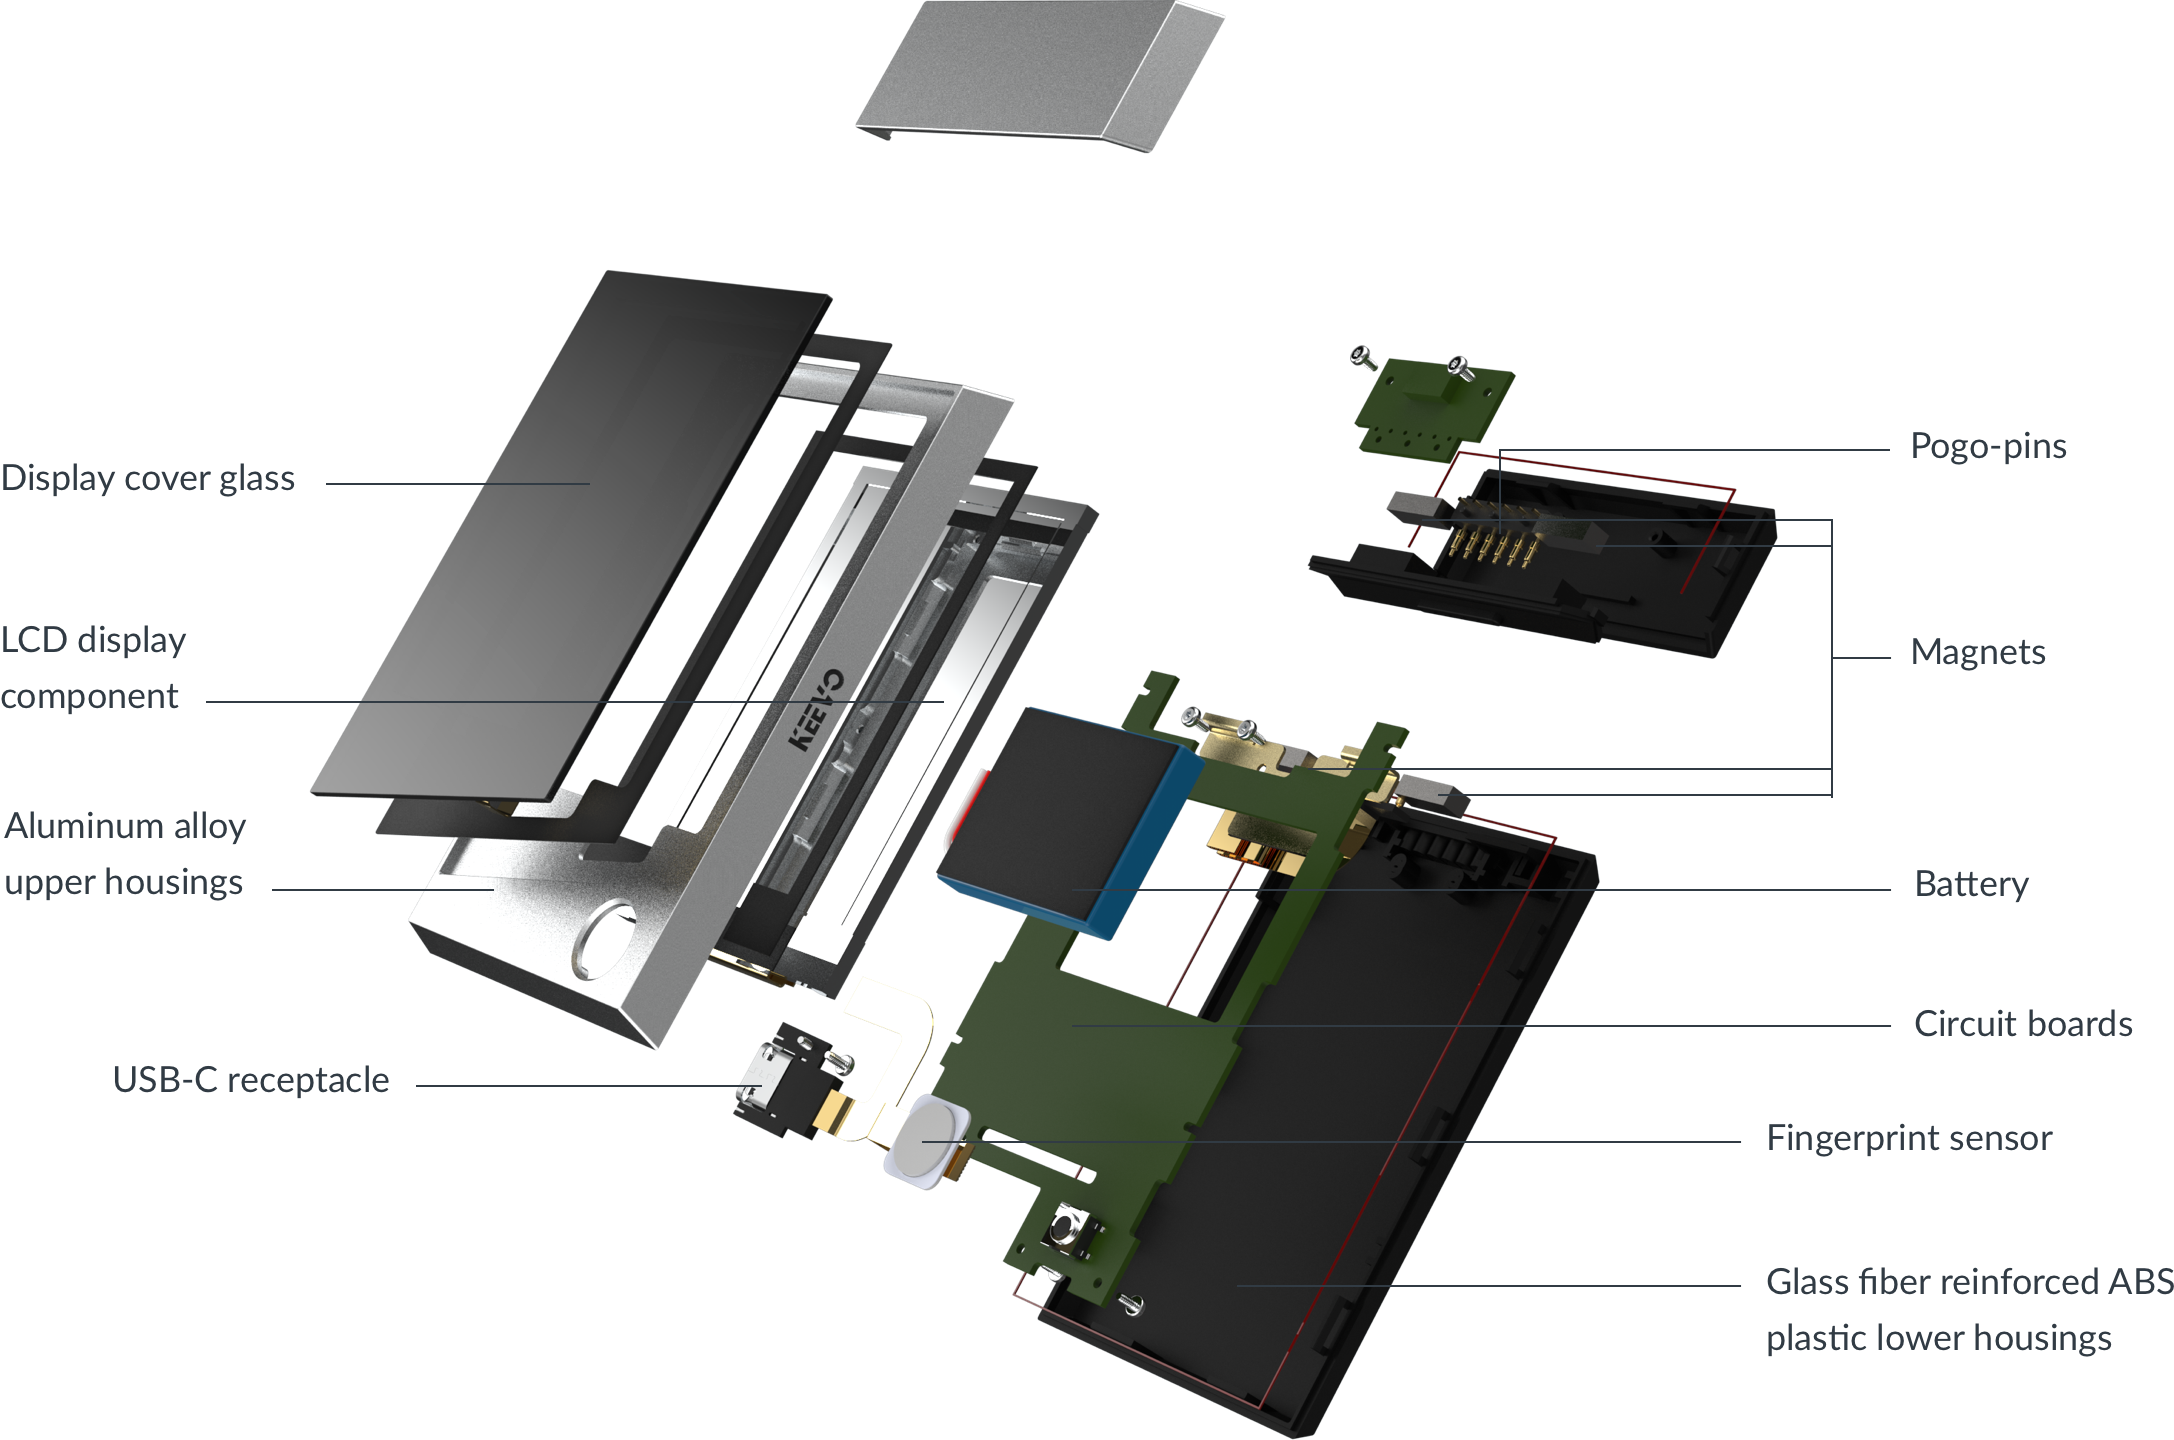 Display cover glass
LCD display
component
Aluminum alloy
upper housings
USB-C receptacle
KEEVO
Pogo-pins
Magnets
Battery
Circuit boards
Fingerprint sensor
Glass fiber reinforced ABS
plastic lower housings